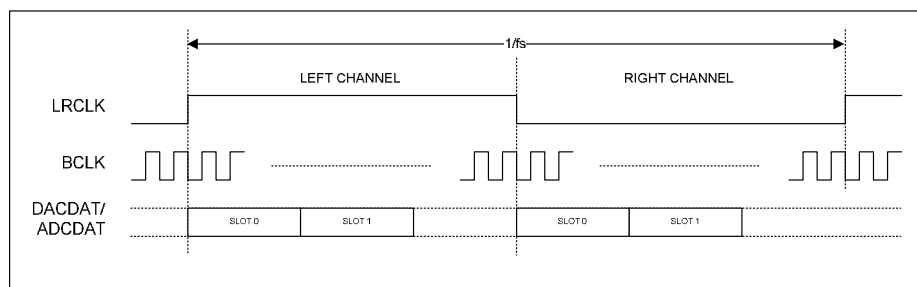 1/fs
LEFT CHANNEL RIGHT CHANNEL
LRCLK
BCLK
DACDAT/
ADCDAT
SLOT 0 SLOT 1 SLOT 0 SLOT 1